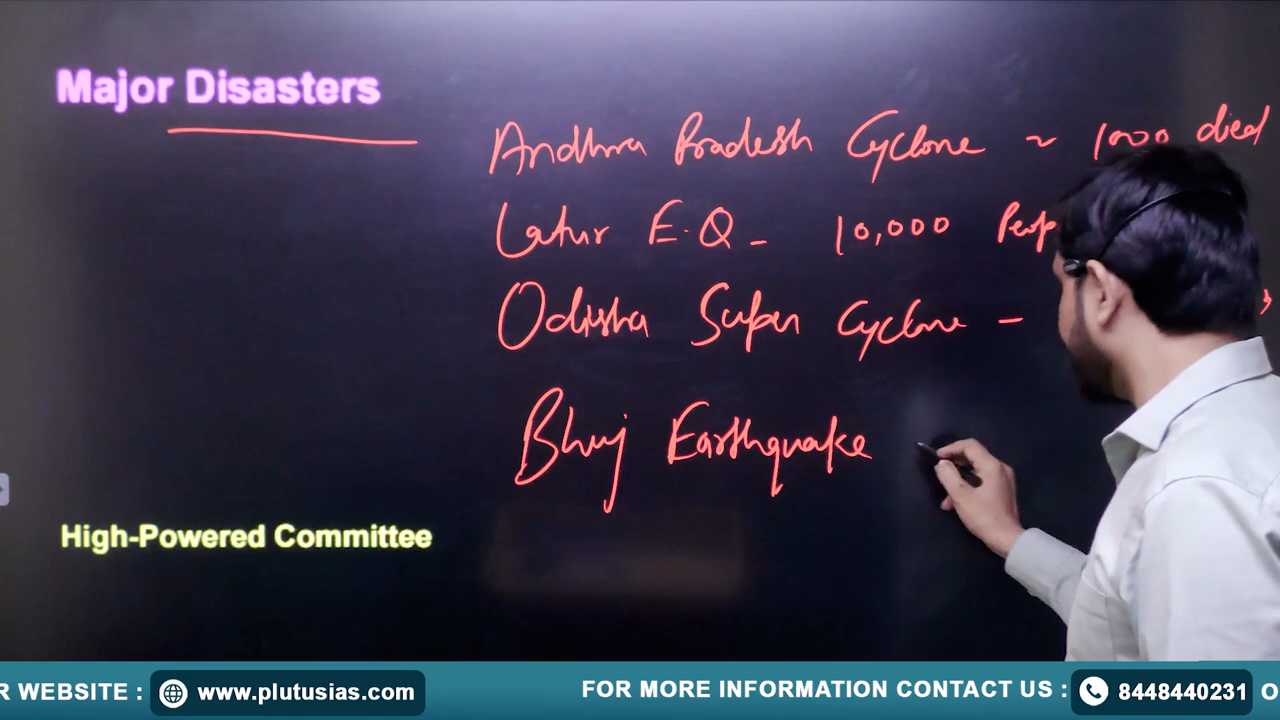 Major Disasters
Andhra Pradesh Cyclone ~ 1000 died
Latur E.Q - 10,000
Odisha Super Cyclone -
Bhuj Earthquake
High-Powered Committee
R WEBSITE : www.plutusias.com FOR MORE INFORMATION CONTACT US : 8448440231 O